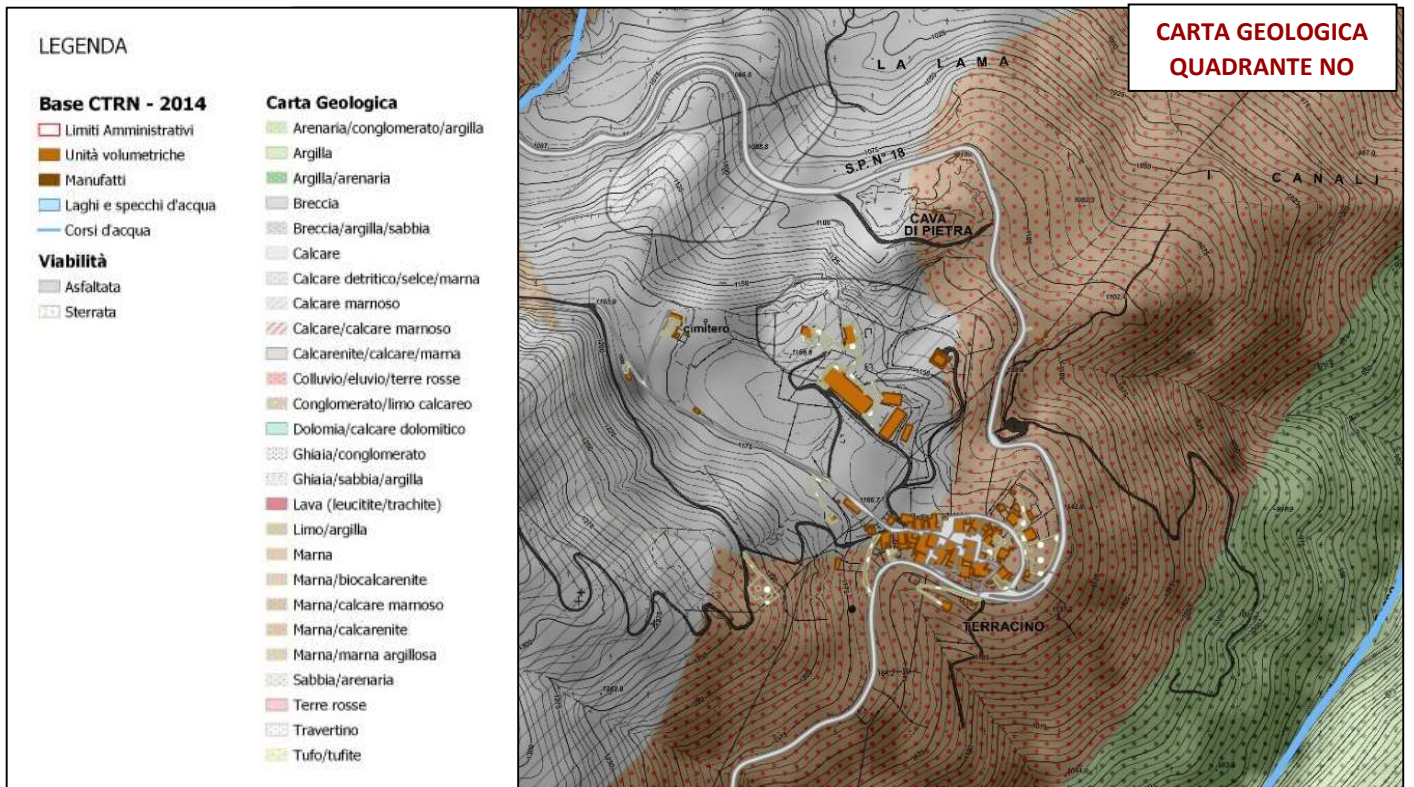 LEGENDA
Base CTRN - 2014
Limiti Amministrativi
Unità volumetriche
Manufatti
Laghi e specchi d'acqua
Corsi d'acqua
Viabilità
Asfaltata
Sterrata
Carta Geologica
Arenaria/conglomerato/argilla
Argilla
Argilla/arenaria
Breccia
Breccia/argilla/sabbia
Calcare
Calcare detritico/selce/marna
Calcare marnoso
Calcare/calcare marnoso
Calcarenite/calcare/marna
Colluvio/eluvio/terre rosse
Conglomerato/limo calcareo
Dolomia/calcare dolomitico
Ghiaia/conglomerato
Ghiaia/sabbia/argilla
Lava (leucitite/trachite)
Limo/argilla
Marna
Marna/biocalcarenite
Marna/calcare marnoso
Marna/calcarenite
Marna/marna argillosa
Sabbia/arenaria
Terre rosse
Travertino
Tufo/tufite
CARTA GEOLOGICA
QUADRANTE NO
LA LAMA
S.P. N° 18
I CANALI
CAVA
DI PIETRA
cimitero
TERRACINO